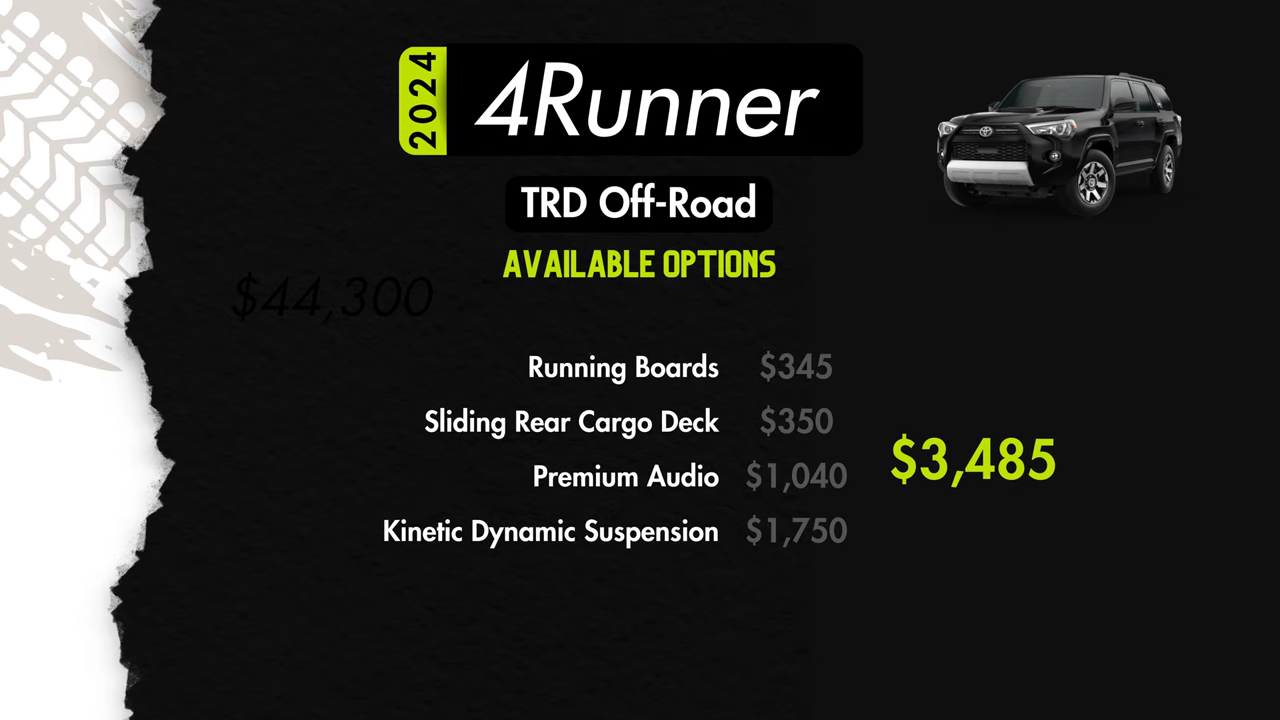 2024
4Runner
TRD Off-Road
AVAILABLE OPTIONS
$44,300
Running Boards $345
Sliding Rear Cargo Deck $350
Premium Audio $1,040
Kinetic Dynamic Suspension $1,750
$3,485